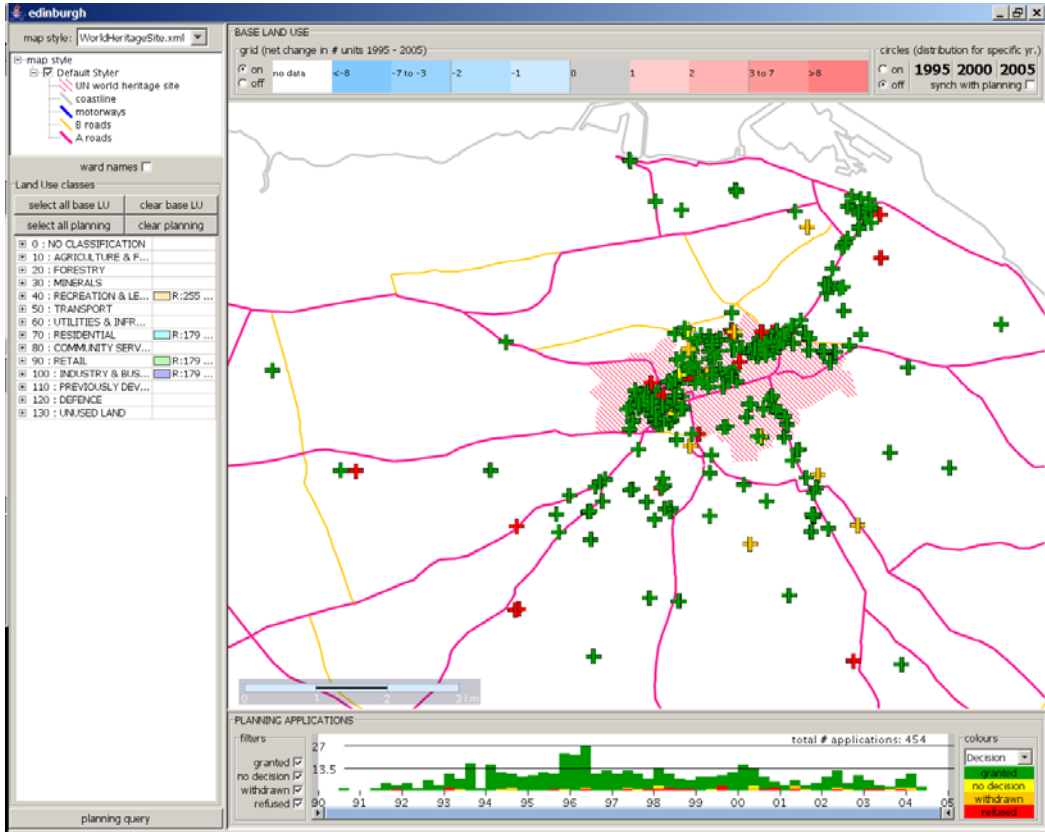 edinburgh
map style: WorldHeritageSite.xml
map style
Default Styler
UN world heritage site
coastline
motorways
B roads
A roads
ward names
Land Use classes
select all base LU clear base LU
select all planning clear planning
0 : NO CLASSIFICATION
10 : AGRICULTURE & F...
20 : FORESTRY
30 : MINERALS
40 : RECREATION & LE... R:255 ...
50 : TRANSPORT
60 : UTILITIES & INFR...
70 : RESIDENTIAL R:179 ...
80 : COMMUNITY SERV...
90 : RETAIL R:179 ...
100 : INDUSTRY & BUS... R:179 ...
110 : PREVIOUSLY DEV...
120 : DEFENCE
130 : UNUSED LAND
planning query
BASE LAND USE
grid (net change in # units 1995 - 2005)
on
off
no data <-8 -7 to -3 -2 -1 0 1 2 3 to 7 >8
circles (distribution for specific yr.)
on 1995 2000 2005
off synch with planning
0 1 2 3 km
PLANNING APPLICATIONS
filters
granted
no decision
withdrawn
refused
total # applications: 454
27
13.5
90 91 92 93 94 95 96 97 98 99 00 01 02 03 04 05
colours
Decision
granted
no decision
withdrawn
refused